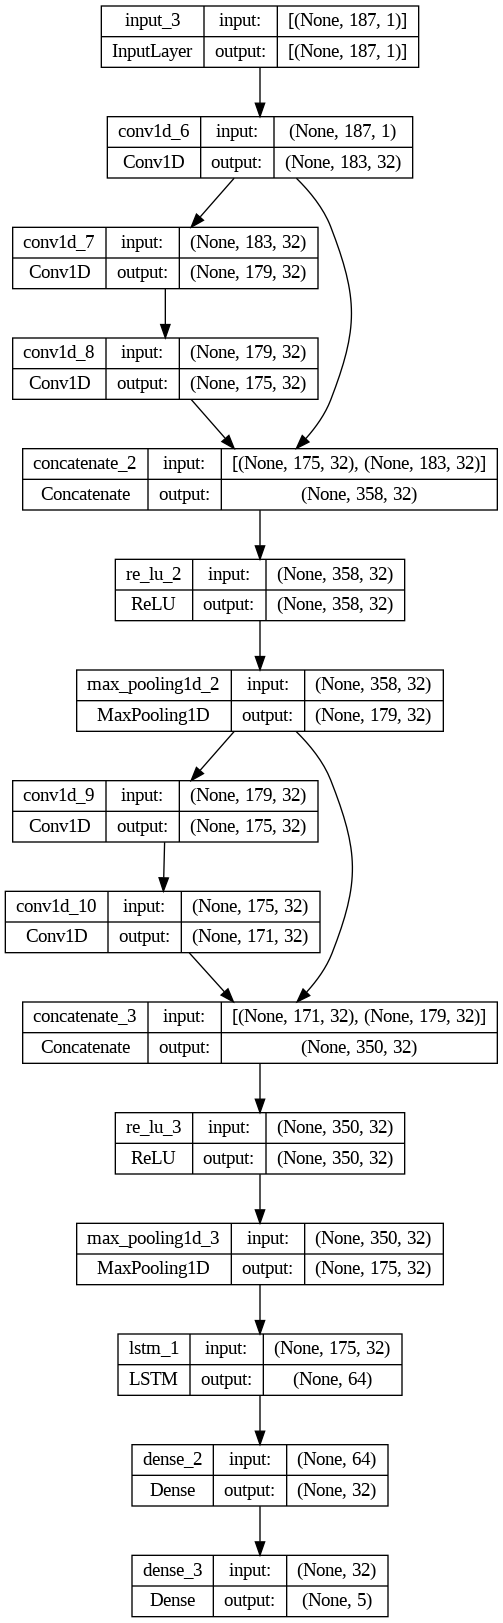 input_3 input: [(None, 187, 1)]
InputLayer output: [(None, 187, 1)]
conv1d_6 input: (None, 187, 1)
Conv1D output: (None, 183, 32)
conv1d_7 input: (None, 183, 32)
Conv1D output: (None, 179, 32)
conv1d_8 input: (None, 179, 32)
Conv1D output: (None, 175, 32)
concatenate_2 input: [(None, 175, 32), (None, 183, 32)]
Concatenate output: (None, 358, 32)
re_lu_2 input: (None, 358, 32)
ReLU output: (None, 358, 32)
max_pooling1d_2 input: (None, 358, 32)
MaxPooling1D output: (None, 179, 32)
conv1d_9 input: (None, 179, 32)
Conv1D output: (None, 175, 32)
conv1d_10 input: (None, 175, 32)
Conv1D output: (None, 171, 32)
concatenate_3 input: [(None, 171, 32), (None, 179, 32)]
Concatenate output: (None, 350, 32)
re_lu_3 input: (None, 350, 32)
ReLU output: (None, 350, 32)
max_pooling1d_3 input: (None, 350, 32)
MaxPooling1D output: (None, 175, 32)
lstm_1 input: (None, 175, 32)
LSTM output: (None, 64)
dense_2 input: (None, 64)
Dense output: (None, 32)
dense_3 input: (None, 32)
Dense output: (None, 5)